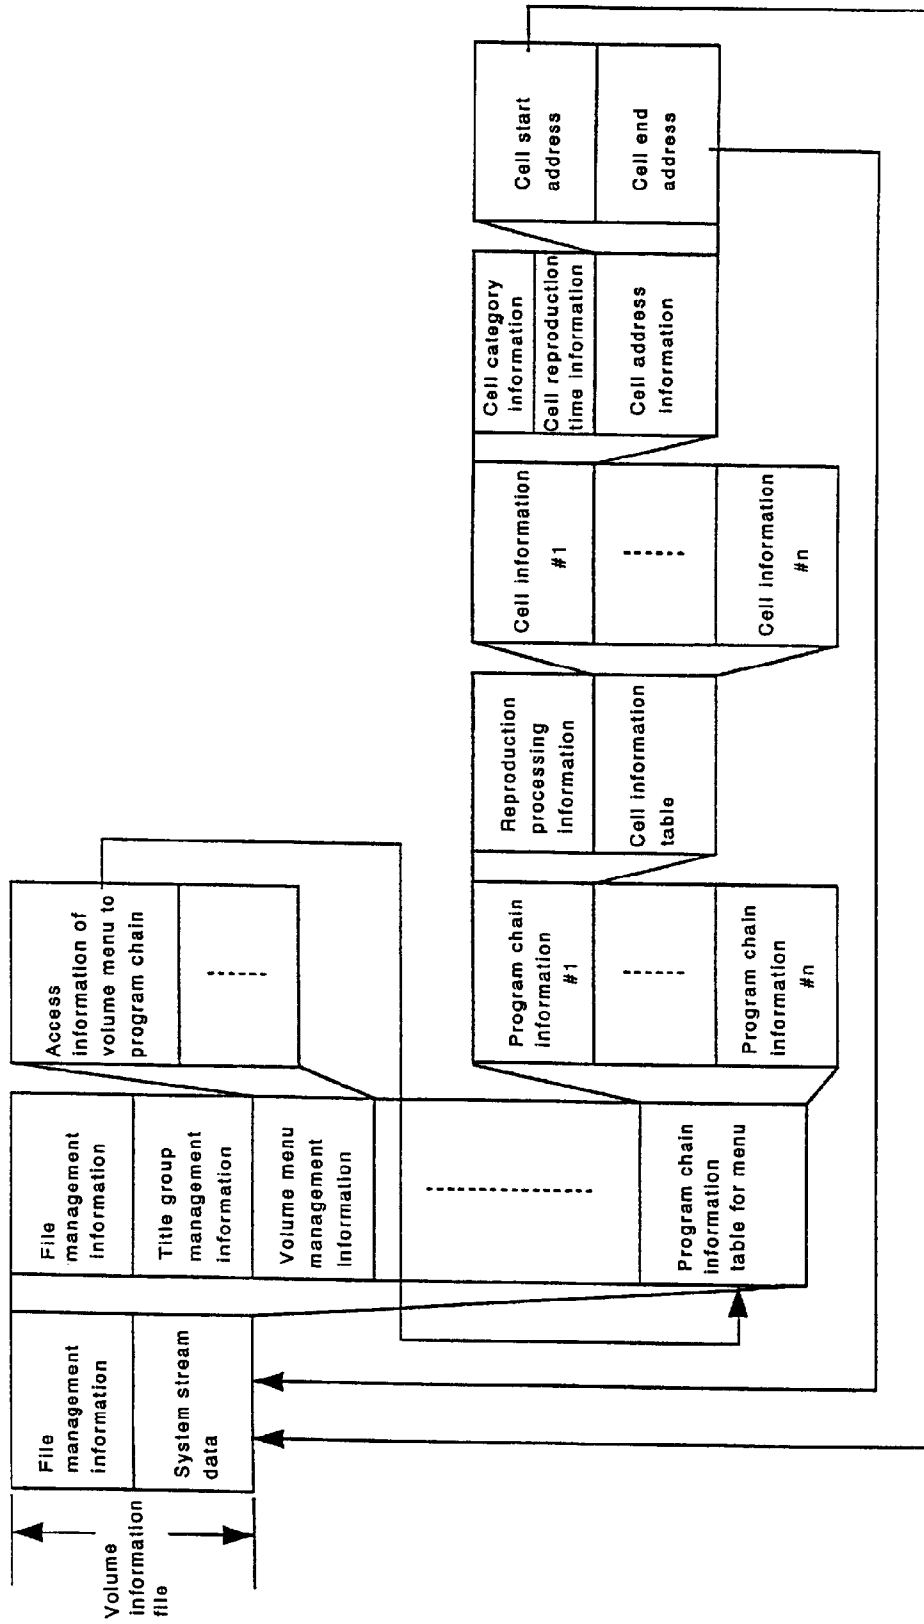 Volume
information
file
File
management
information
System stream
data
File
management
information
Title group
management
information
Volume menu
management
information
Program chain
information
table for menu
Access
information of
volume menu to
program chain
Program chain
information
#1
Program chain
information
#n
Reproduction
processing
information
Cell information
table
Cell information
#1
Cell information
#n
Cell category
information
Cell reproduction
time information
Cell address
information
Cell start
address
Cell end
address